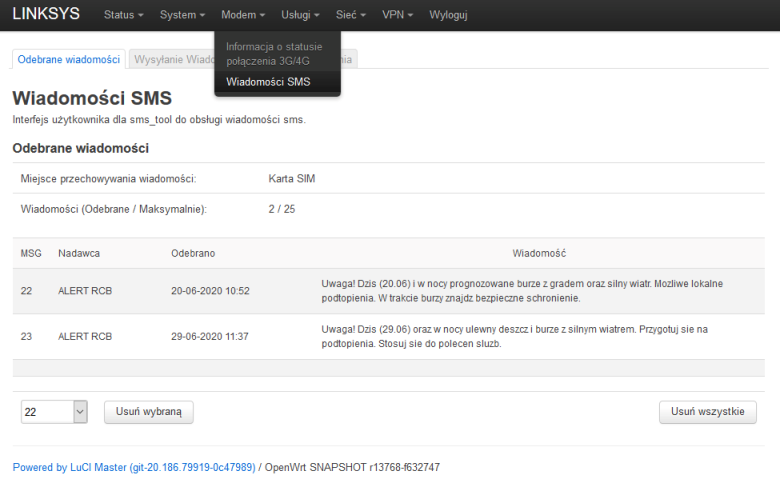 LINKSYS Status System Modem Usługi Sieć VPN Wyloguj
Informacja o statusie
połączenia 3G/4G
Wiadomości SMS
Odebrane wiadomości Wysyłanie
Wiadomości SMS
Interfejs użytkownika dla sms_tool do obsługi wiadomości sms.
Odebrane wiadomości
Miejsce przechowywania wiadomości: Karta SIM
Wiadomości (Odebrane / Maksymalnie): 2 / 25
MSG Nadawca Odebrano Wiadomość
22 ALERT RCB 20-06-2020 10:52 Uwaga! Dzis (20.06) i w nocy prognozowane burze z gradem oraz silny wiatr. Mozliwe lokalne
podtopienia. W trakcie burzy znajdz bezpieczne schronienie.
23 ALERT RCB 29-06-2020 11:37 Uwaga! Dzis (29.06) oraz w nocy ulewny deszcz i burze z silnym wiatrem. Przygotuj sie na
podtopienia. Stosuj sie do polecen sluzb.
22 Usuń wybraną Usuń wszystkie
Powered by LuCI Master (git-20.186.79919-0c47989) / OpenWrt SNAPSHOT r13768-f632747